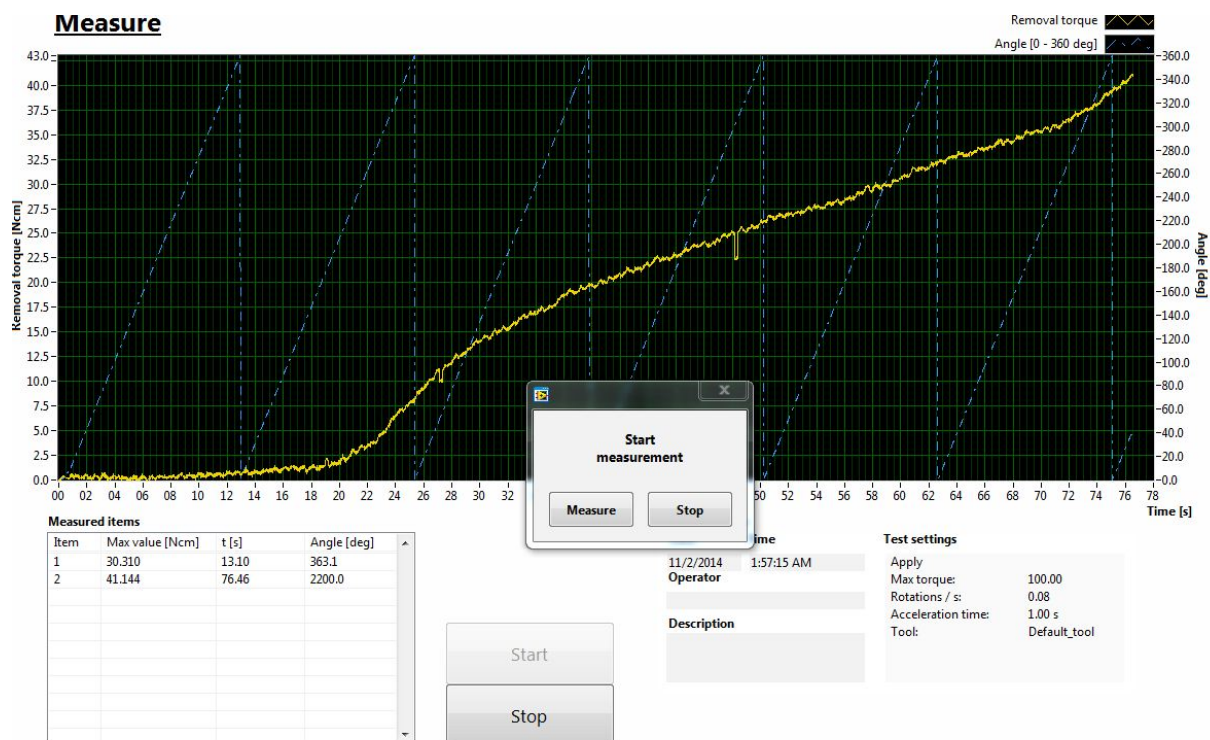 Measure
Removal torque
Angle [0 - 360 deg]
43.0
40.0
37.5
35.0
32.5
30.0
27.5
25.0
22.5
20.0
17.5
15.0
12.5
10.0
7.5
5.0
2.5
0.0
Removal torque [Ncm]
360.0
340.0
320.0
300.0
280.0
260.0
240.0
220.0
200.0
180.0
160.0
140.0
120.0
100.0
80.0
60.0
40.0
20.0
0.0
Angle [deg]
00 02 04 06 08 10 12 14 16 18 20 22 24 26 28 30 32 50 52 54 56 58 60 62 64 66 68 70 72 74 76 78
Time [s]
Start
measurement
Measure Stop
Measured items
Item Max value [Ncm] t [s] Angle [deg]
1 30.310 13.10 363.1
2 41.144 76.46 2200.0
Start
Stop
11/2/2014 1:57:15 AM
Operator
Description
Test settings
Apply
Max torque: 100.00
Rotations / s: 0.08
Acceleration time: 1.00 s
Tool: Default_tool